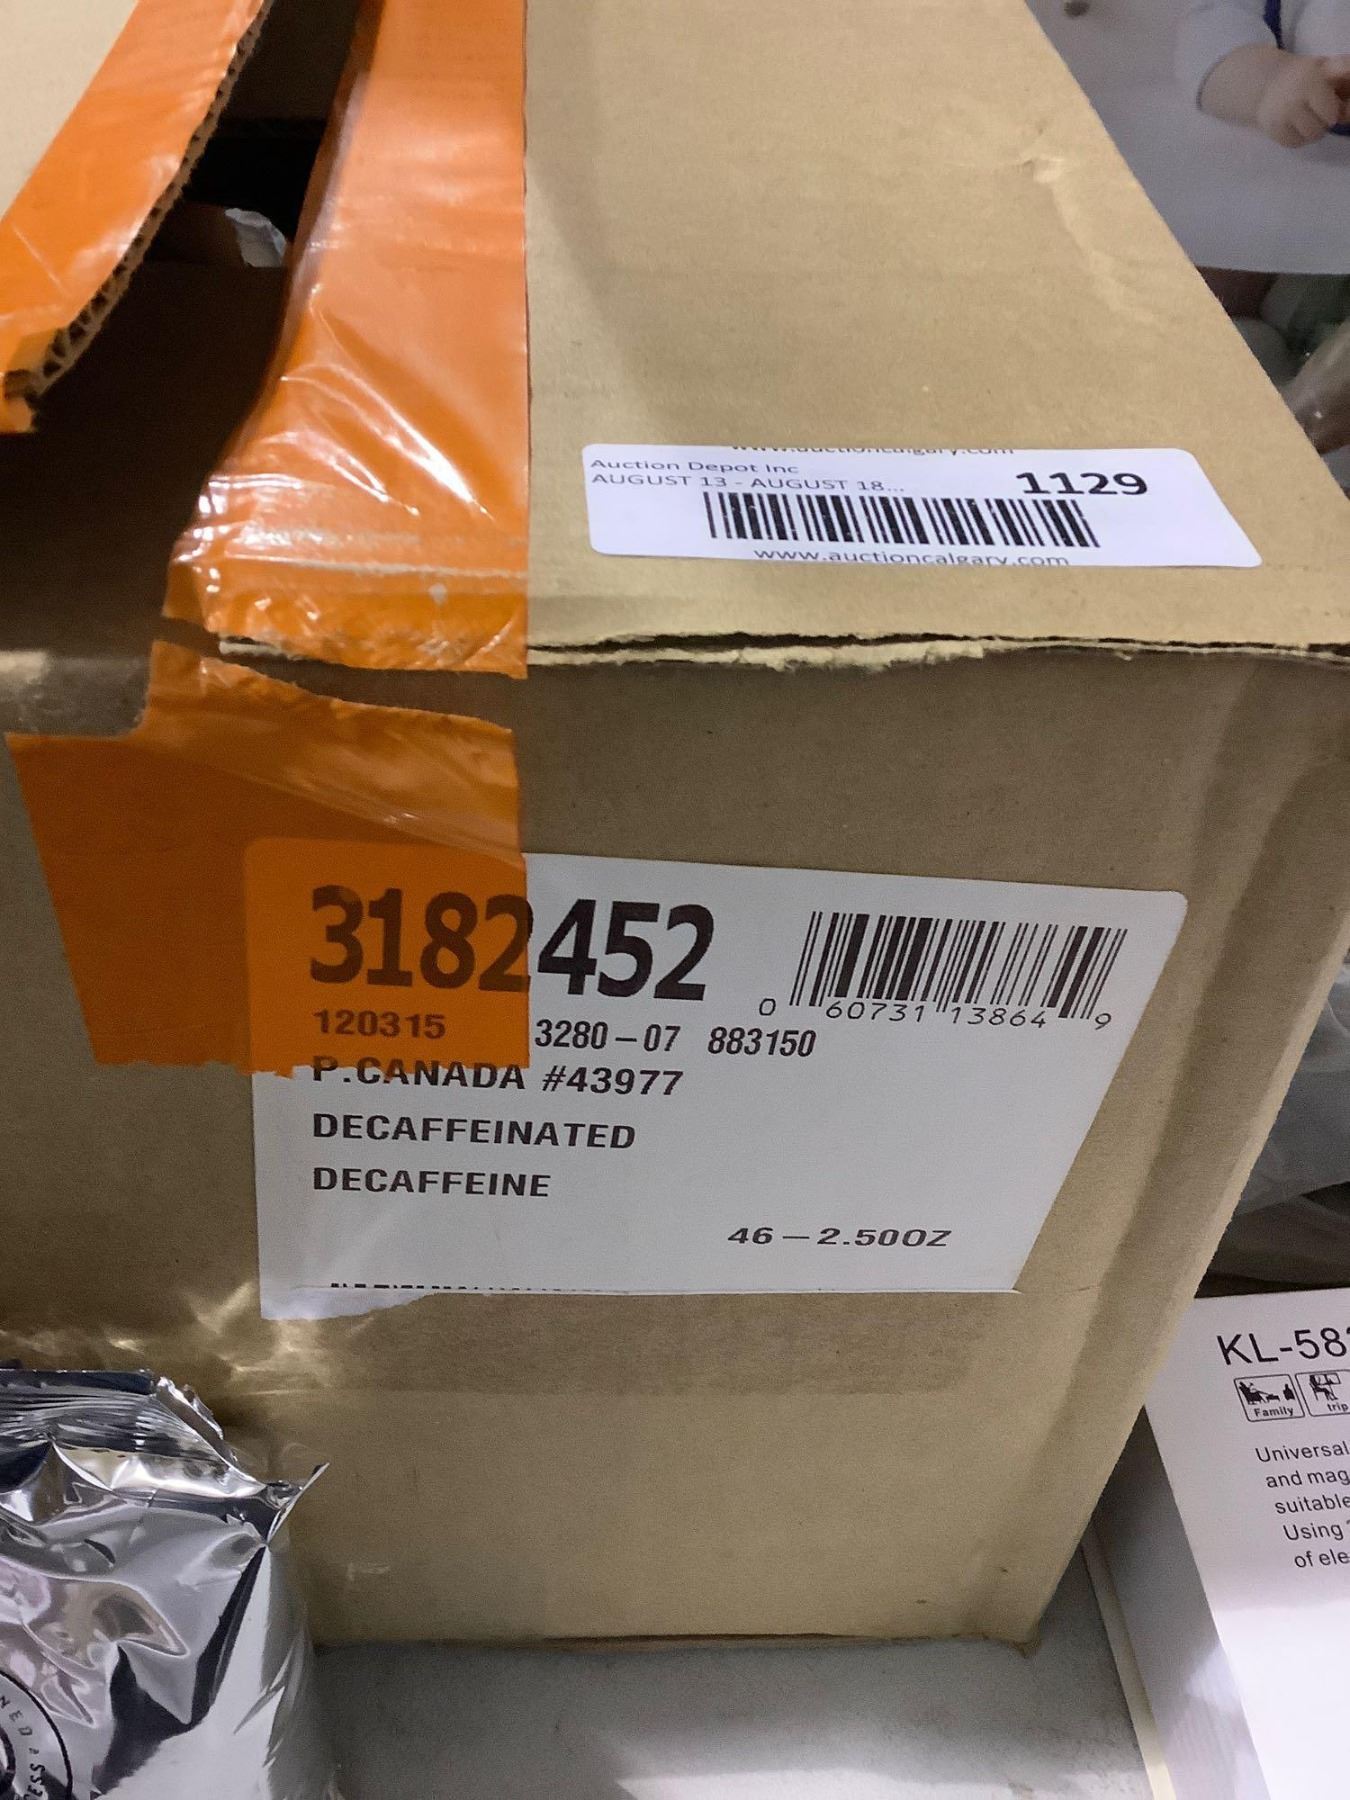 www.auctioncalgary.com
Auction Depot Inc
AUGUST 13 - AUGUST 18...
1129
www.auctioncalgary.com
3182452
0 60731 13864 9
120315 3280-07 883150
P.CANADA #43977
DECAFFEINATED
DECAFFEINE
46-2.50OZ
KL-58
Family
trip
Universal
and mag
suitable
Using
of ele